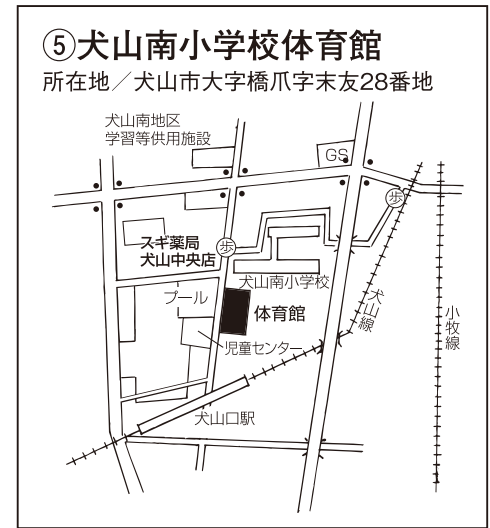 ⑤犬山南小学校体育館
所在地／犬山市大字橋爪字末友28番地
犬山南地区
学習等供用施設
GS
歩
スギ薬局
犬山中央店
歩
犬山南小学校
プール
体育館
犬山線
小牧線
児童センター
犬山口駅